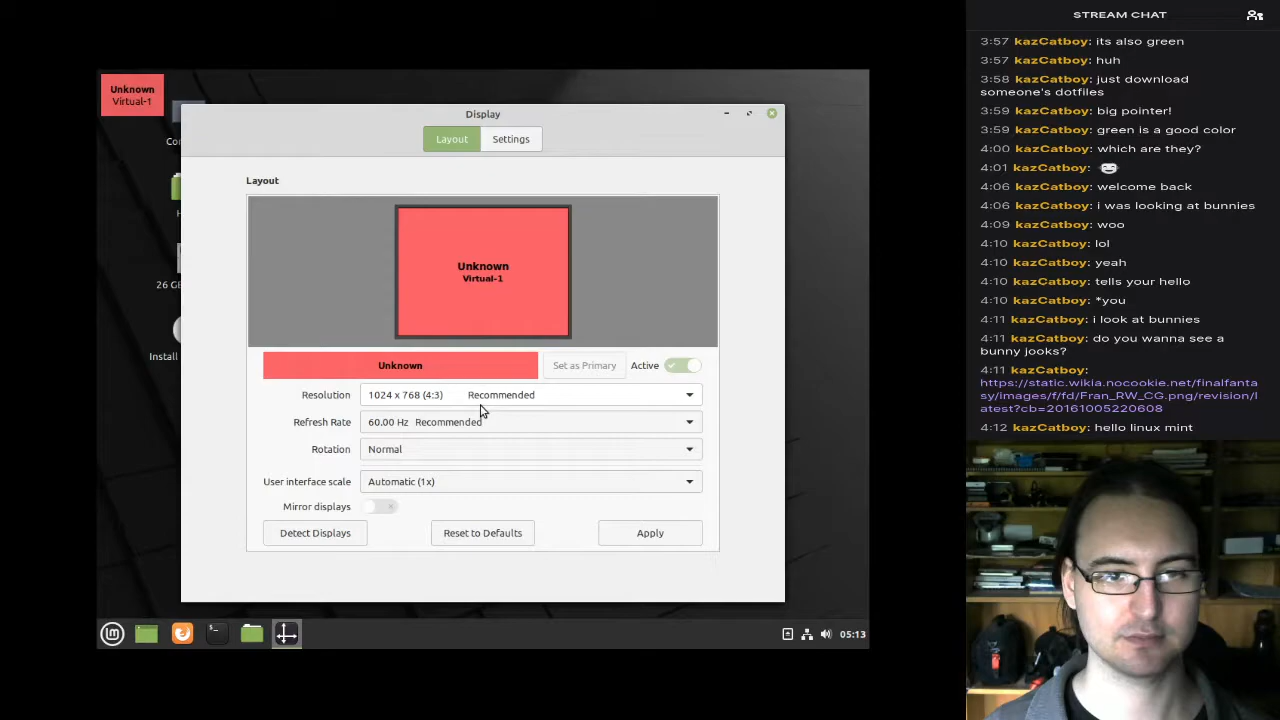 Unknown
Virtual-1
Con
H
26 GE
Install
Display
Layout
Settings
Layout
Unknown
Virtual-1
Unknown
Set as Primary
Active
Resolution
1024 x 768 (4:3) Recommended
Refresh Rate
60.00 Hz Recommended
Rotation
Normal
User interface scale
Automatic (1x)
Mirror displays
Detect Displays
Reset to Defaults
Apply
05:13
STREAM CHAT
3:57 kazCatboy: its also green
3:57 kazCatboy: huh
3:58 kazCatboy: just download
someone's dotfiles
3:59 kazCatboy: big pointer!
3:59 kazCatboy: green is a good color
4:00 kazCatboy: which are they?
4:01 kazCatboy:
4:06 kazCatboy: welcome back
4:06 kazCatboy: i was looking at bunnies
4:09 kazCatboy: woo
4:10 kazCatboy: lol
4:10 kazCatboy: yeah
4:10 kazCatboy: tells your hello
4:10 kazCatboy: *you
4:11 kazCatboy: i look at bunnies
4:11 kazCatboy: do you wanna see a
bunny jooks?
4:11 kazCatboy:
https://static.wikia.nocookie.net/finalfanta
sy/images/f/fd/Fran_RW_CG.png/revision/l
atest?cb=20161005220608
4:12 kazCatboy: hello linux mint